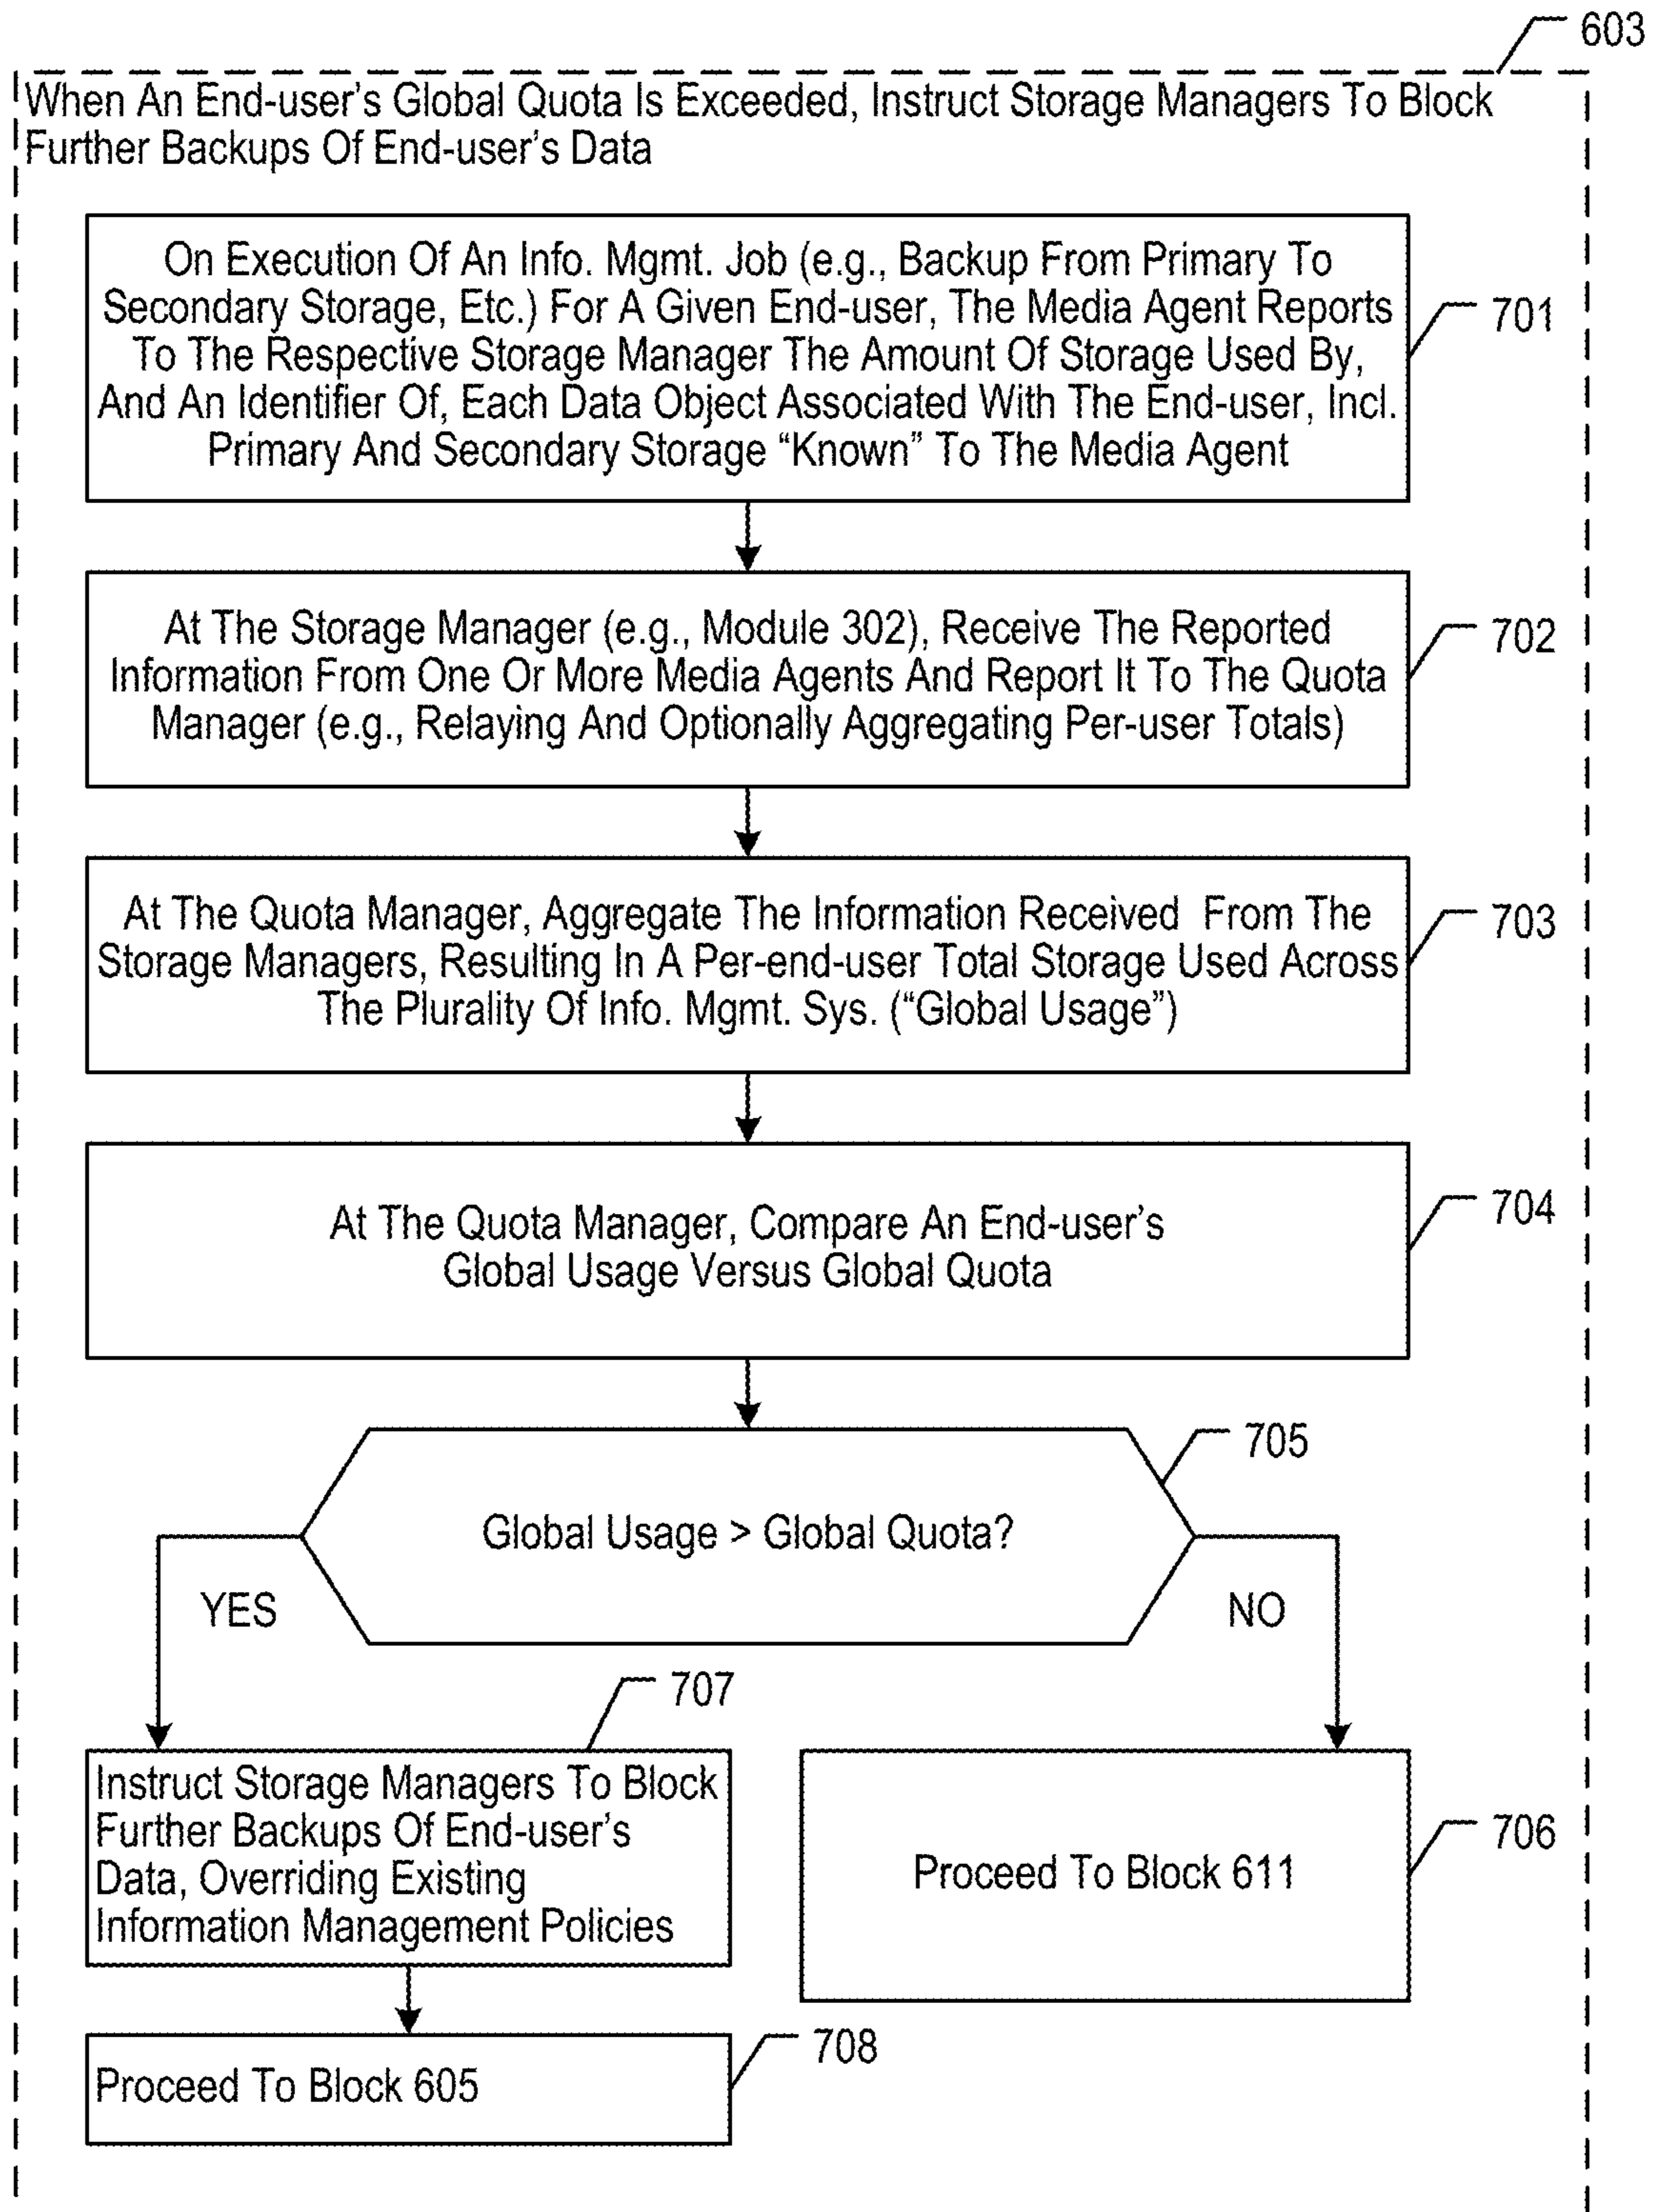 603
When An End-user's Global Quota Is Exceeded, Instruct Storage Managers To Block
Further Backups Of End-user's Data
On Execution Of An Info. Mgmt. Job (e.g., Backup From Primary To
Secondary Storage, Etc.) For A Given End-user, The Media Agent Reports
To The Respective Storage Manager The Amount Of Storage Used By,
And An Identifier Of, Each Data Object Associated With The End-user, Incl.
Primary And Secondary Storage “Known” To The Media Agent
701
At The Storage Manager (e.g., Module 302), Receive The Reported
Information From One Or More Media Agents And Report It To The Quota
Manager (e.g., Relaying And Optionally Aggregating Per-user Totals)
702
At The Quota Manager, Aggregate The Information Received From The
Storage Managers, Resulting In A Per-end-user Total Storage Used Across
The Plurality Of Info. Mgmt. Sys. (“Global Usage”)
703
At The Quota Manager, Compare An End-user's
Global Usage Versus Global Quota
704
705
Global Usage > Global Quota?
YES
NO
707
Instruct Storage Managers To Block
Further Backups Of End-user's
Data, Overriding Existing
Information Management Policies
Proceed To Block 611
706
708
Proceed To Block 605